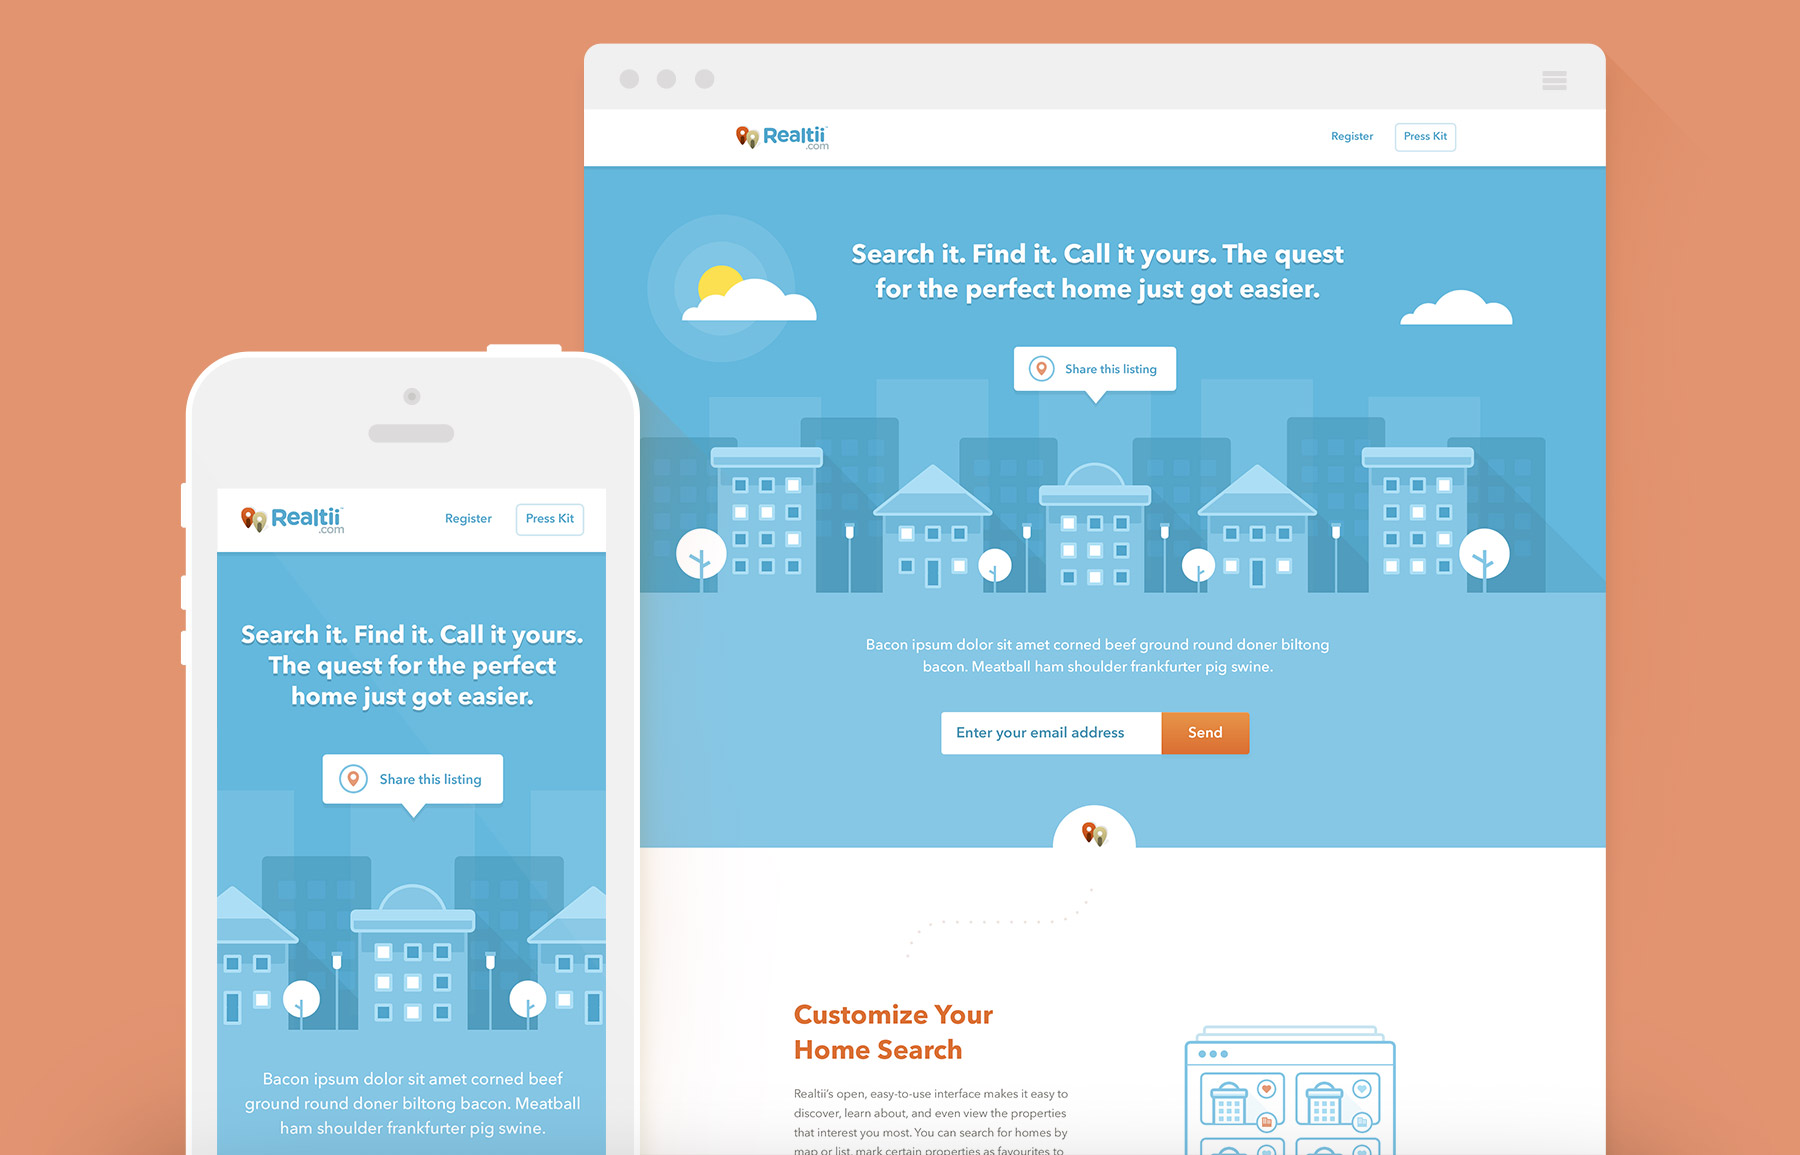 Realtii
.com
Register
Press Kit
Search it. Find it. Call it yours. The quest
for the perfect home just got easier.
Share this listing
Bacon ipsum dolor sit amet corned beef ground round doner biltong
bacon. Meatball ham shoulder frankfurter pig swine.
Enter your email address
Send
Customize Your
Home Search
Realtii's open, easy-to-use interface makes it easy to
discover, learn about, and even view the properties
that interest you most. You can search for homes by
map or list, mark certain properties as favourites to
Realtii
.com
Register
Press Kit
Search it. Find it. Call it yours.
The quest for the perfect
home just got easier.
Share this listing
Bacon ipsum dolor sit amet corned beef
ground round doner biltong bacon. Meatball
ham shoulder frankfurter pig swine.